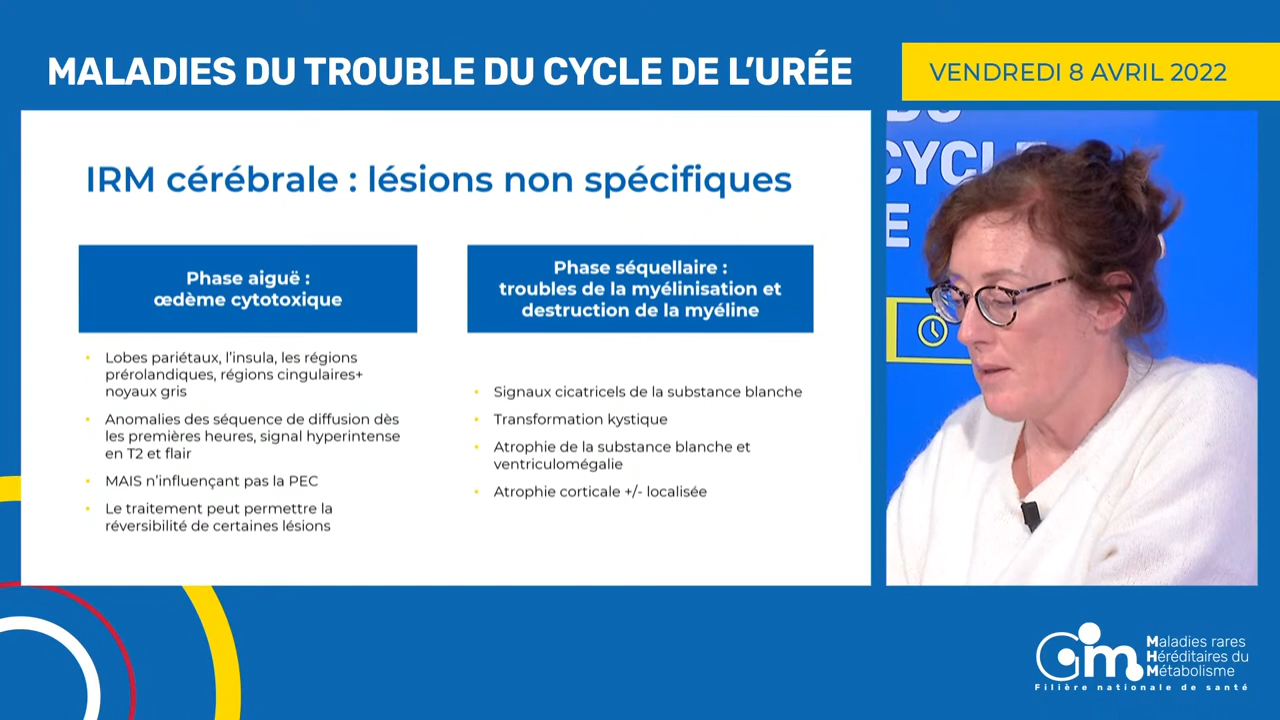 MALADIES DU TROUBLE DU CYCLE DE L'URÉE
VENDREDI 8 AVRIL 2022
IRM cérébrale : lésions non spécifiques
Phase aiguë :
œdème cytotoxique
• Lobes pariétaux, l'insula, les régions
prérolandiques, régions cingulaires+
noyaux gris
• Anomalies des séquence de diffusion dès
les premières heures, signal hyperintense
en T2 et flair
• MAIS n'influençant pas la PEC
• Le traitement peut permettre la
réversibilité de certaines lésions
Phase séquellaire :
troubles de la myélinisation et
destruction de la myéline
• Signaux cicatricels de la substance blanche
• Transformation kystique
• Atrophie de la substance blanche et
ventriculomégalie
• Atrophie corticale +/- localisée
DU
CYCLE
E
Maladies rares
Héréditaires du
Métabolisme
Filière nationale de santé